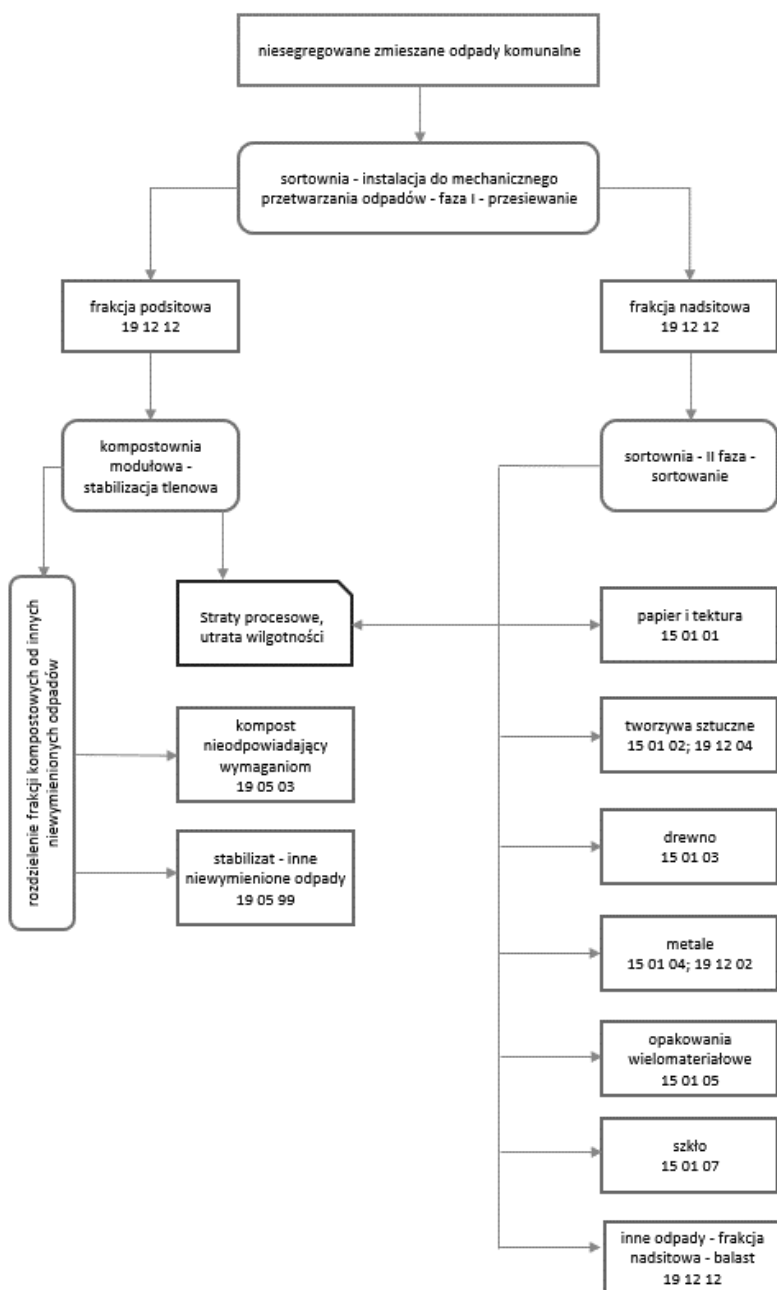 niesegregowane zmieszane odpady komunalne
sortownia - instalacja do mechanicznego
przetwarzania odpadów - faza I - przesiewanie
frakcja podsitowa
19 12 12
frakcja nadsitowa
19 12 12
kompostownia
modułowa -
stabilizacja tlenowa
sortownia - II faza -
sortowanie
rozdzielenie frakcji kompostowych od innych
niewymienionych odpadów
Straty procesowe,
utrata wilgotności
kompost
nieodpowiadający
wymaganiom
19 05 03
stabilizat - inne
niewymienione odpady
19 05 99
papier i tektura
15 01 01
tworzywa sztuczne
15 01 02; 19 12 04
drewno
15 01 03
metale
15 01 04; 19 12 02
opakowania
wielomateriałowe
15 01 05
szkło
15 01 07
inne odpady - frakcja
nadsitowa - balast
19 12 12